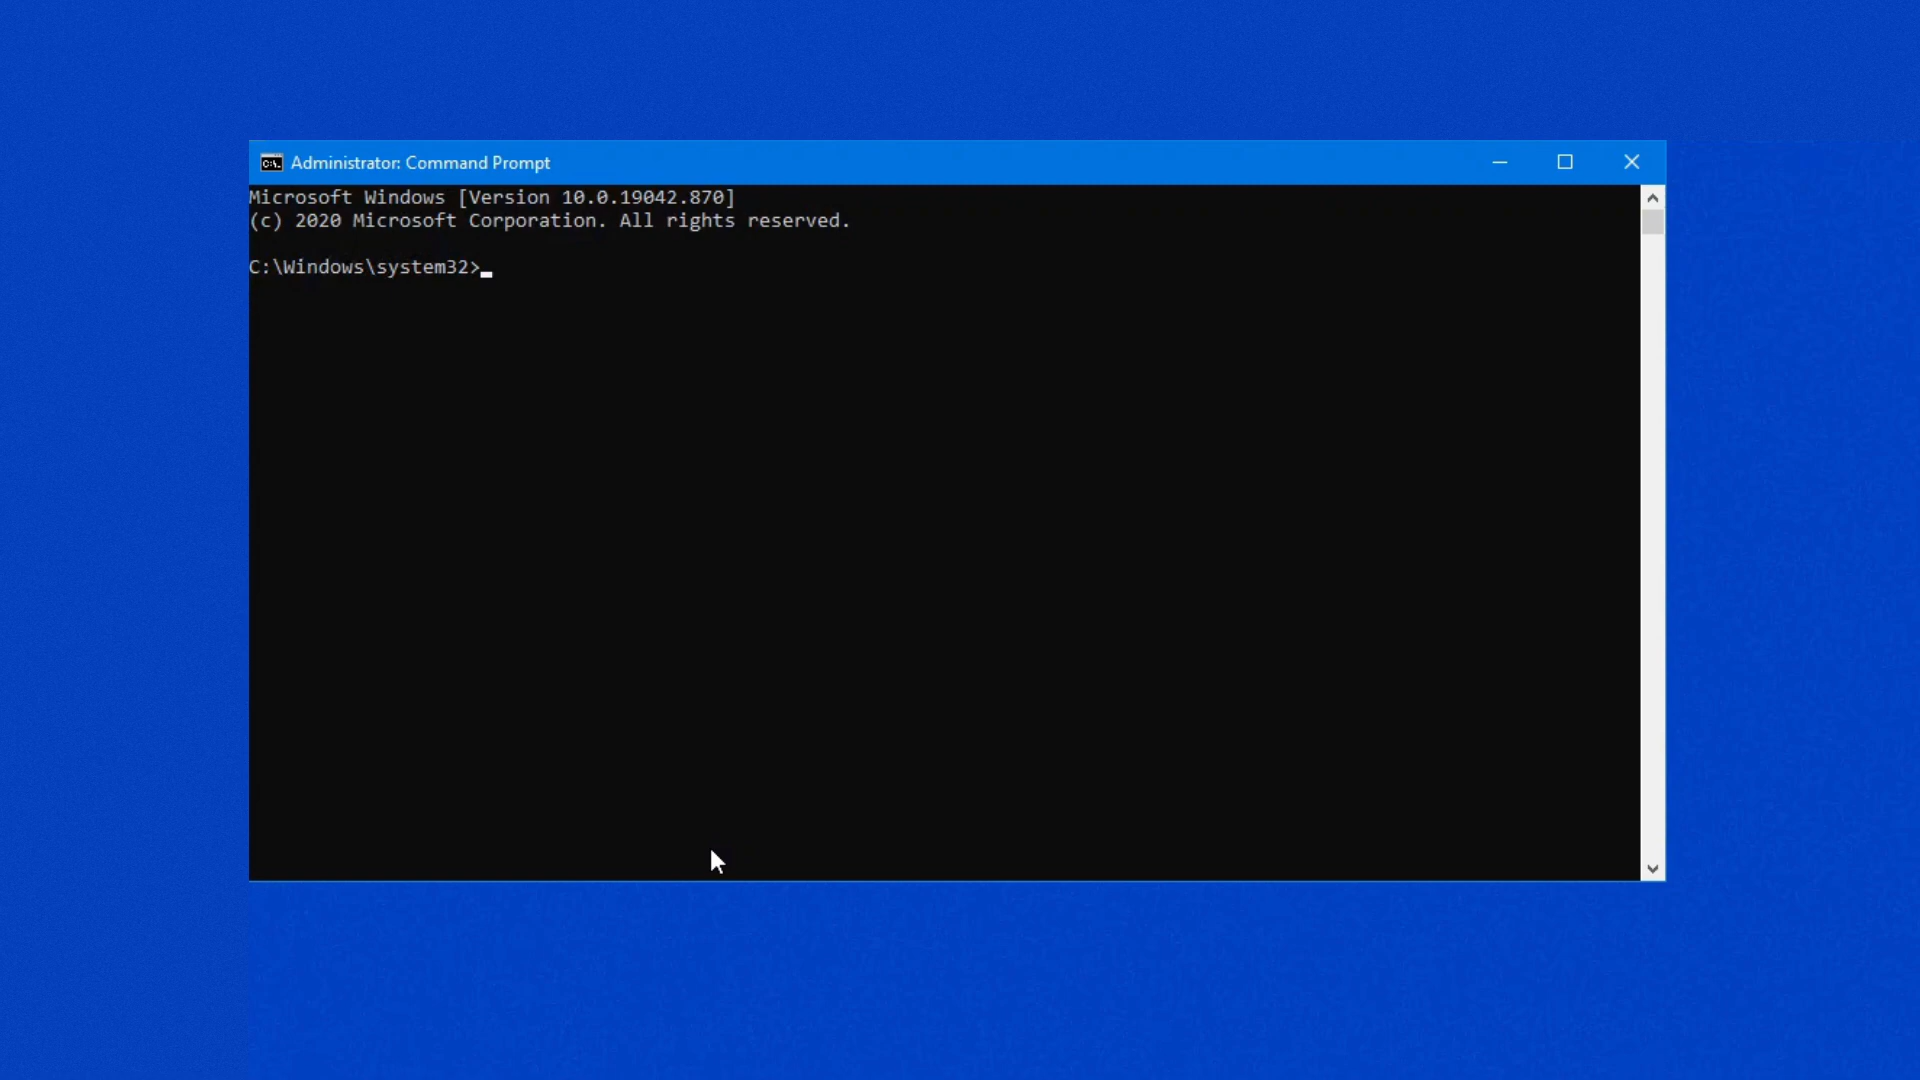 Administrator: Command Prompt
Microsoft Windows [Version 10.0.19042.870]
(c) 2020 Microsoft Corporation. All rights reserved.
C:\Windows\system32>